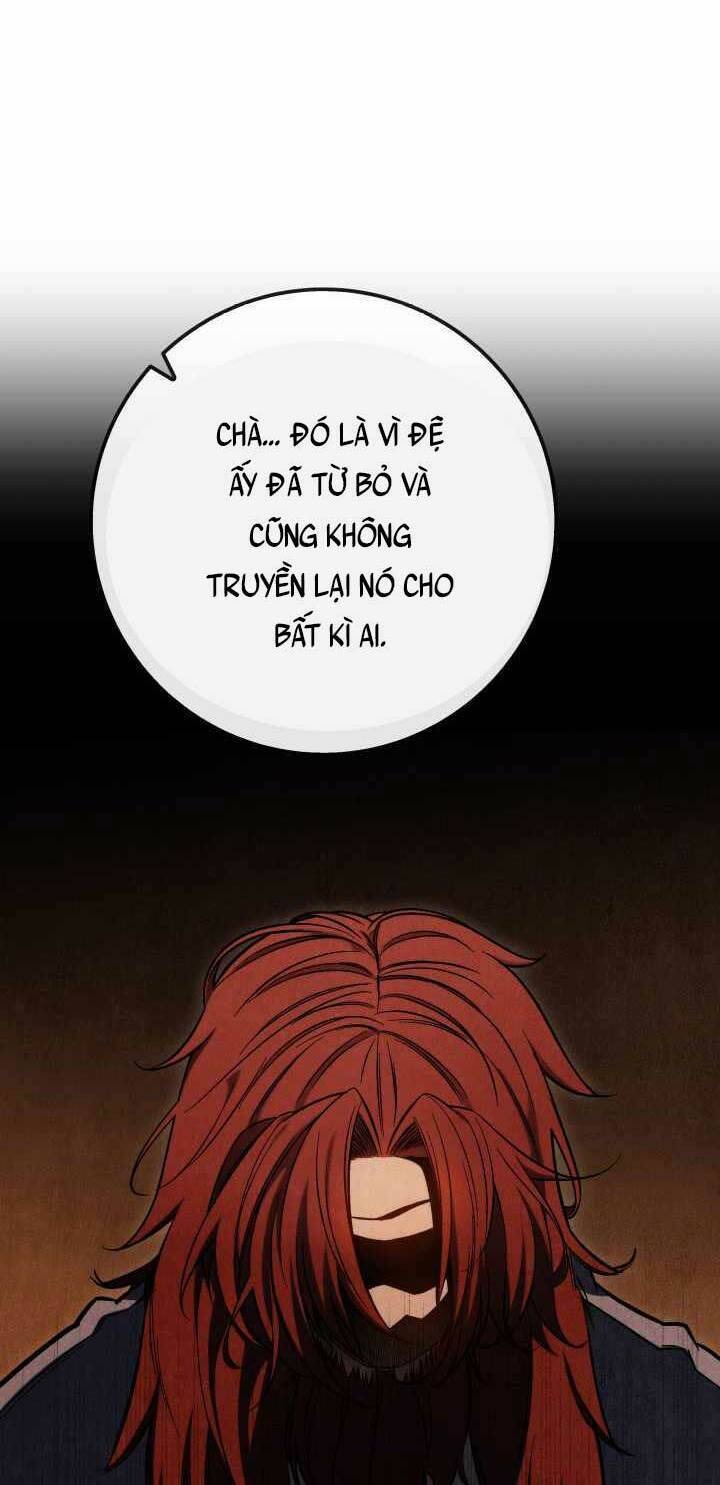 CHÀ... ĐÓ LÀ VÌ ĐỆ
ẤY ĐÃ TỪ BỎ VÀ
CŨNG KHÔNG
TRUYỀN LẠI NÓ CHO
BẤT KÌ AI.